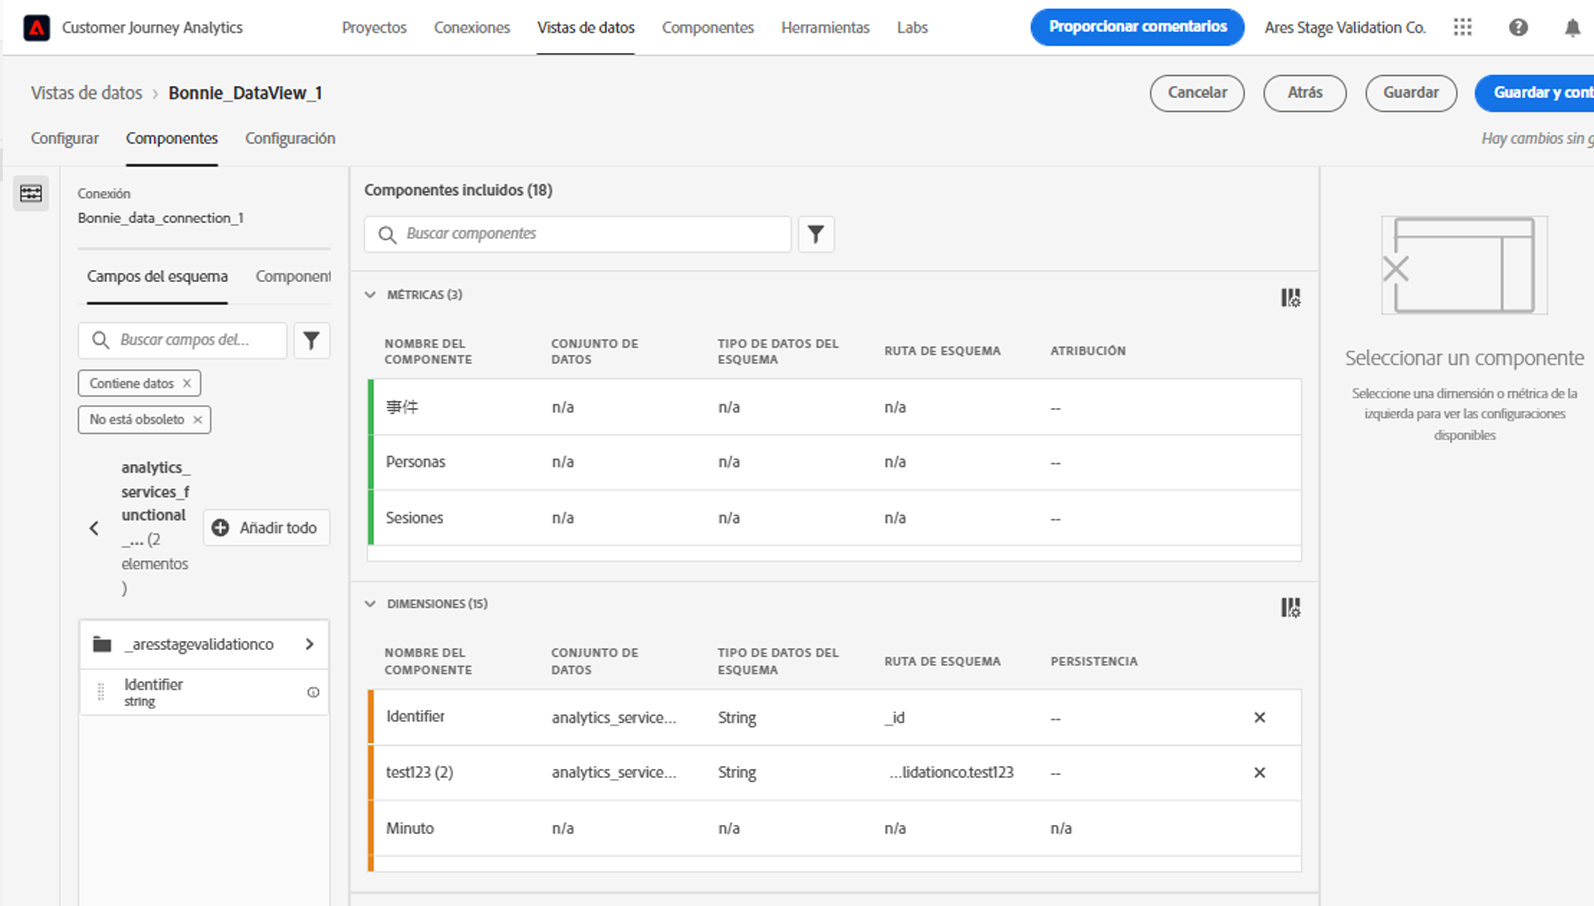 Customer Journey Analytics
Proyectos
Conexiones
Vistas de datos
Componentes
Herramientas
Labs
Proporcionar comentarios
Ares Stage Validation Co.
Vistas de datos › Bonnie_DataView_1
Cancelar
Atrás
Guardar
Guardar y cont
Configurar
Componentes
Configuración
Hay cambios sin g
Conexión
Bonnie_data_connection_1
Campos del esquema
Component
Buscar campos del...
Contiene datos ×
No está obsoleto ×
analytics_
services_f
unctional
_... (2
elementos
)
Añadir todo
_aresstagevalidationco
Identifier
string
Componentes incluidos (18)
Buscar componentes
MÉTRICAS (3)
NOMBRE DEL
COMPONENTE
CONJUNTO DE
DATOS
TIPO DE DATOS DEL
ESQUEMA
RUTA DE ESQUEMA
ATRIBUCIÓN
事件 n/a n/a n/a --
Personas n/a n/a n/a --
Sesiones n/a n/a n/a --
DIMENSIONES (15)
NOMBRE DEL
COMPONENTE
CONJUNTO DE
DATOS
TIPO DE DATOS DEL
ESQUEMA
RUTA DE ESQUEMA
PERSISTENCIA
Identifier analytics_service... String _id --
test123 (2) analytics_service... String ...lidationco.test123 --
Minuto n/a n/a n/a n/a
Seleccionar un componente
Seleccione una dimensión o métrica de la
izquierda para ver las configuraciones
disponibles